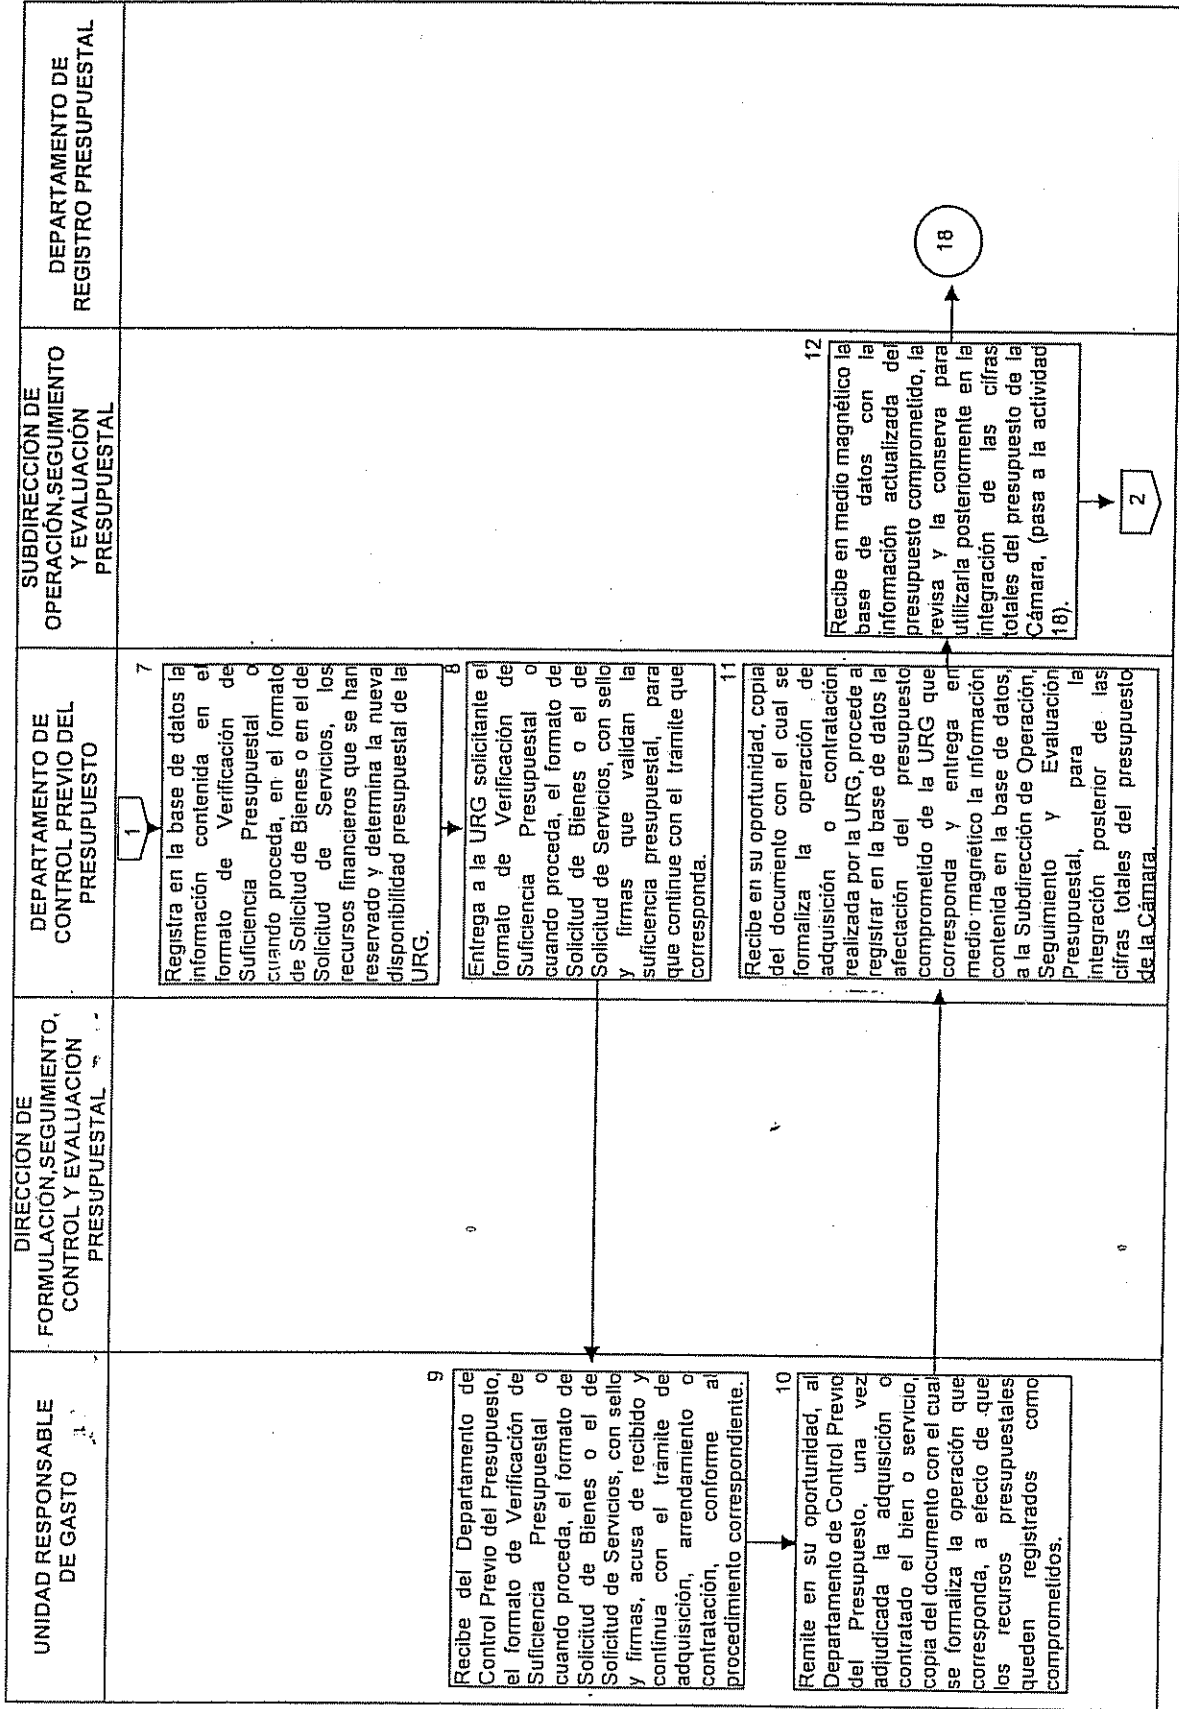 UNIDAD RESPONSABLE
DE GASTO
DIRECCIÓN DE
FORMULACIÓN,SEGUIMIENTO,
CONTROL Y EVALUACIÓN
PRESUPUESTAL
DEPARTAMENTO DE
CONTROL PREVIO DEL
PRESUPUESTO
SUBDIRECCIÓN DE
OPERACIÓN,SEGUIMIENTO
Y EVALUACIÓN
PRESUPUESTAL
DEPARTAMENTO DE
REGISTRO PRESUPUESTAL
1
7
Registra en la base de datos la
información contenida en el
formato de Verificación de
Suficiencia Presupuestal o
cuando proceda, en el formato
de Solicitud de Bienes o en el de
Solicitud de Servicios, los
recursos financieros que se han
reservado y determina la nueva
disponibilidad presupuestal de la
URG.
8
Entrega a la URG solicitante el
formato de Verificación de
Suficiencia Presupuestal o
cuando proceda, el formato de
Solicitud de Bienes o el de
Solicitud de Servicios, con sello
y firmas que validan la
suficiencia presupuestal, para
que continue con el trámite que
corresponda.
9
Recibe del Departamento de
Control Previo del Presupuesto,
el formato de Verificación de
Suficiencia Presupuestal o
cuando proceda, el formato de
Solicitud de Bienes o el de
Solicitud de Servicios, con sello
y firmas, acusa de recibido y
continua con el trámite de
adquisición, arrendamiento o
contratación, conforme al
procedimiento correspondiente.
10
Remite en su oportunidad, al
Departamento de Control Previo
del Presupuesto, una vez
adjudicada la adquisición o
contratado el bien o servicio,
copia del documento con el cual
se formaliza la operación que
corresponda, a efecto de que
los recursos presupuestales
queden registrados como
comprometidos.
11
Recibe en su oportunidad, copia
del documento con el cual se
formaliza la operación de
adquisición o contratación
realizada por la URG, procede a
registrar en la base de datos la
afectación del presupuesto
comprometido de la URG que
corresponda y entrega en
medio magnético la información
contenida en la base de datos,
a la Subdirección de Operación,
Seguimiento y Evaluación
Presupuestal, para la
integración posterior de las
cifras totales del presupuesto
de la Cámara.
12
Recibe en medio magnético la
base de datos con la
información actualizada del
presupuesto comprometido, la
revisa y la conserva para
utilizarla posteriormente en la
integración de las cifras
totales del presupuesto de la
Cámara, (pasa a la actividad
18).
18
2